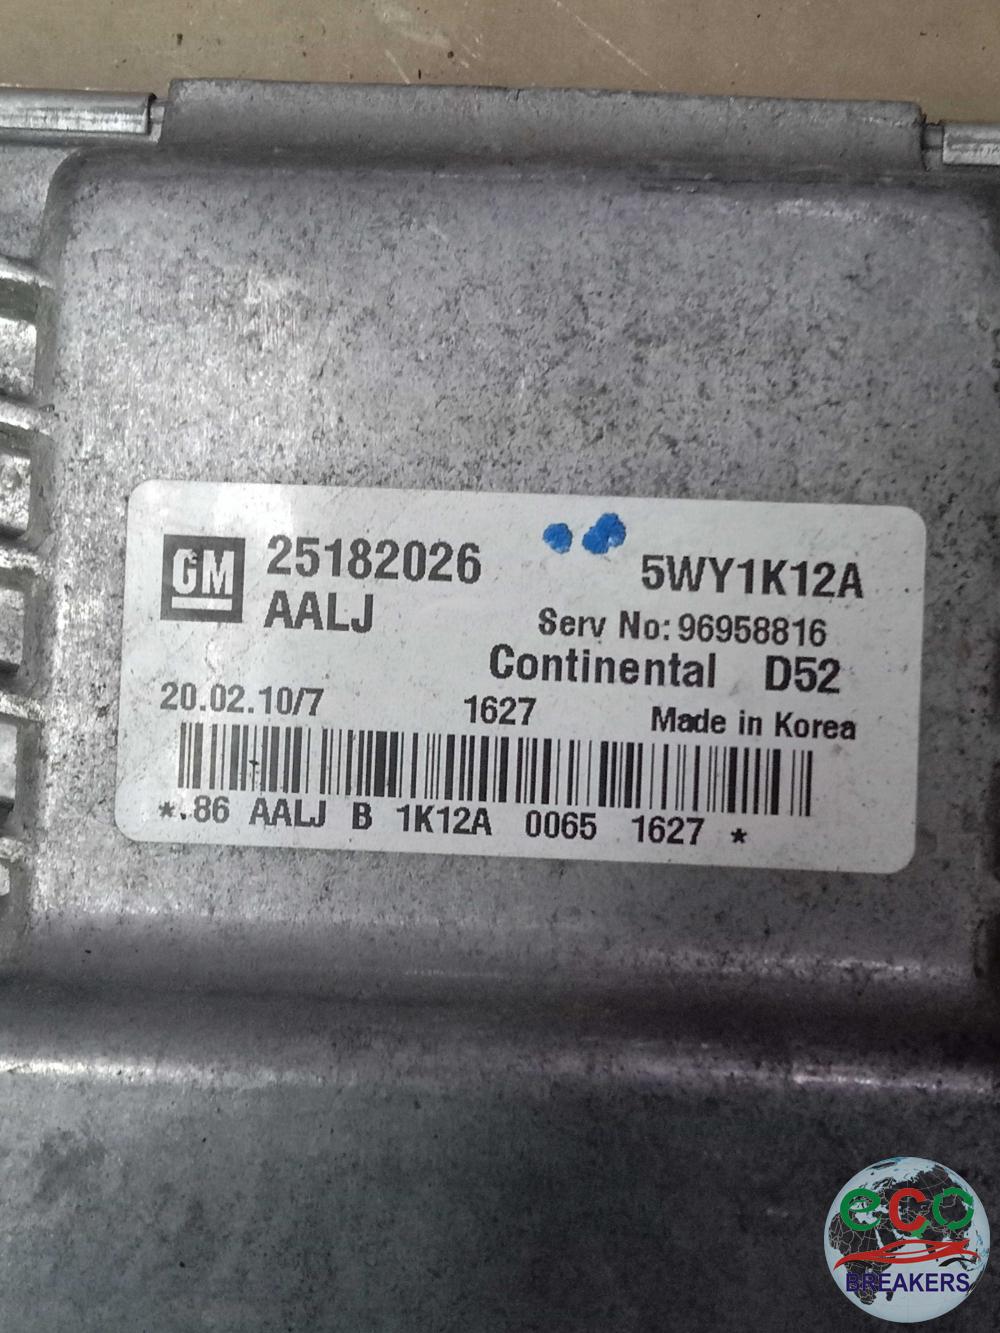 GM 25182026 5WY1K12A
AALJ Serv No: 96958816
Continental D52
20.02.10/7 1627 Made in Korea
*.86 AALJ B 1K12A 0065 1627 *
eco
BREAKERS